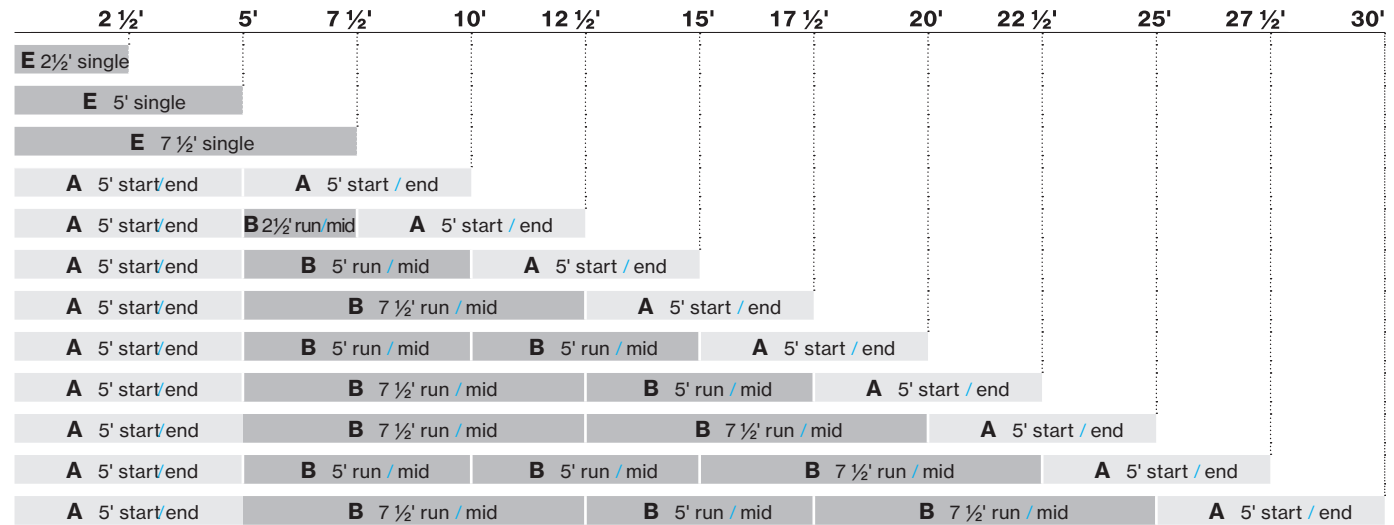 2 ½' 5' 7 ½' 10' 12 ½' 15' 17 ½' 20' 22 ½' 25' 27 ½' 30'
E 2½' single
E 5' single
E 7 ½' single
A 5' start/end A 5' start / end
A 5' start/end B 2½' run/mid A 5' start / end
A 5' start/end B 5' run / mid A 5' start / end
A 5' start/end B 7 ½' run / mid A 5' start / end
A 5' start/end B 5' run / mid B 5' run / mid A 5' start / end
A 5' start/end B 7 ½' run / mid B 5' run / mid A 5' start / end
A 5' start/end B 7 ½' run / mid B 7 ½' run / mid A 5' start / end
A 5' start/end B 5' run / mid B 5' run / mid B 7 ½' run / mid A 5' start / end
A 5' start/end B 7 ½' run / mid B 5' run / mid B 7 ½' run / mid A 5' start / end